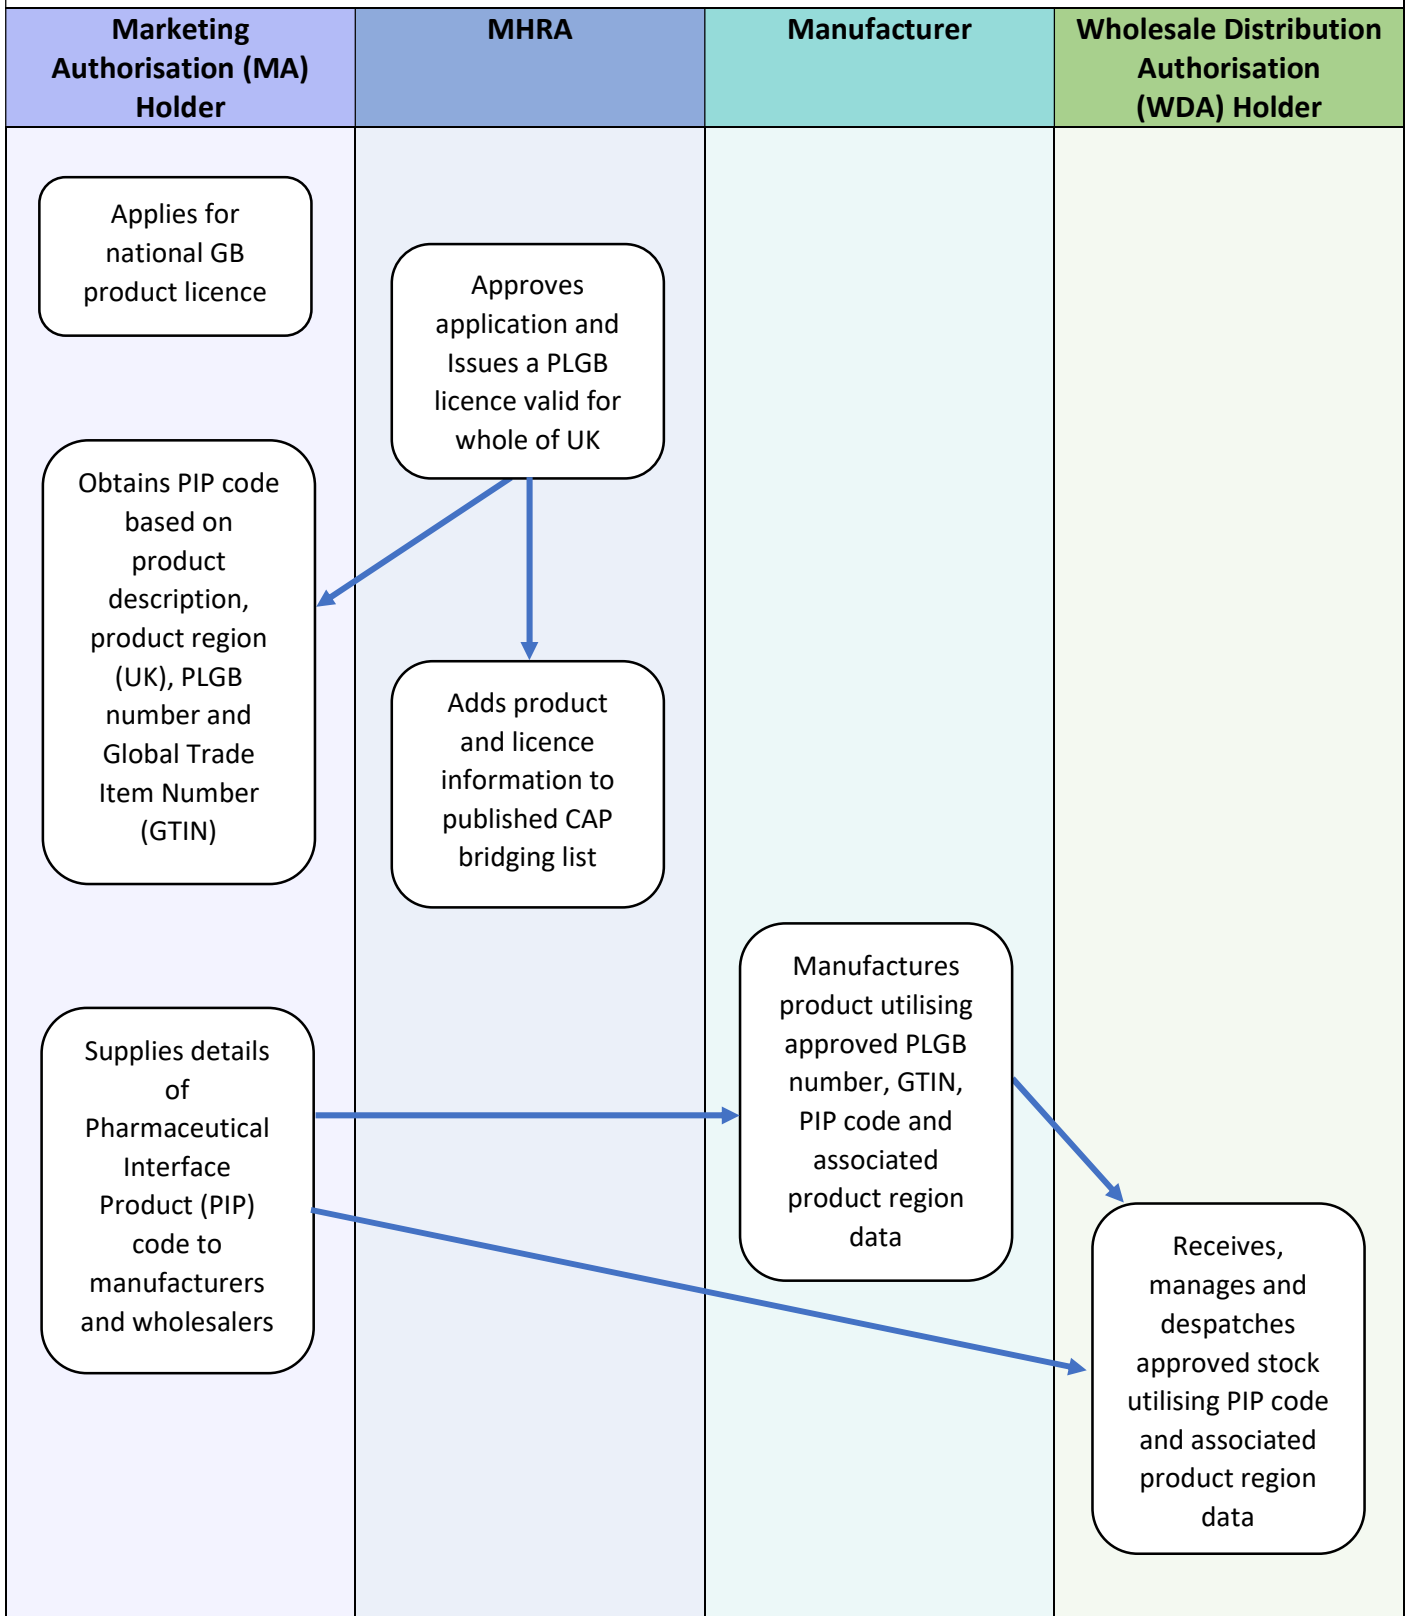 Marketing
Authorisation (MA)
Holder
MHRA
Manufacturer
Wholesale Distribution
Authorisation
(WDA) Holder
Applies for
national GB
product licence
Approves
application and
Issues a PLGB
licence valid for
whole of UK
Obtains PIP code
based on
product
description,
product region
(UK), PLGB
number and
Global Trade
Item Number
(GTIN)
Adds product
and licence
information to
published CAP
bridging list
Manufactures
product utilising
approved PLGB
number, GTIN,
PIP code and
associated
product region
data
Supplies details
of
Pharmaceutical
Interface
Product (PIP)
code to
manufacturers
and wholesalers
Receives,
manages and
despatches
approved stock
utilising PIP code
and associated
product region
data